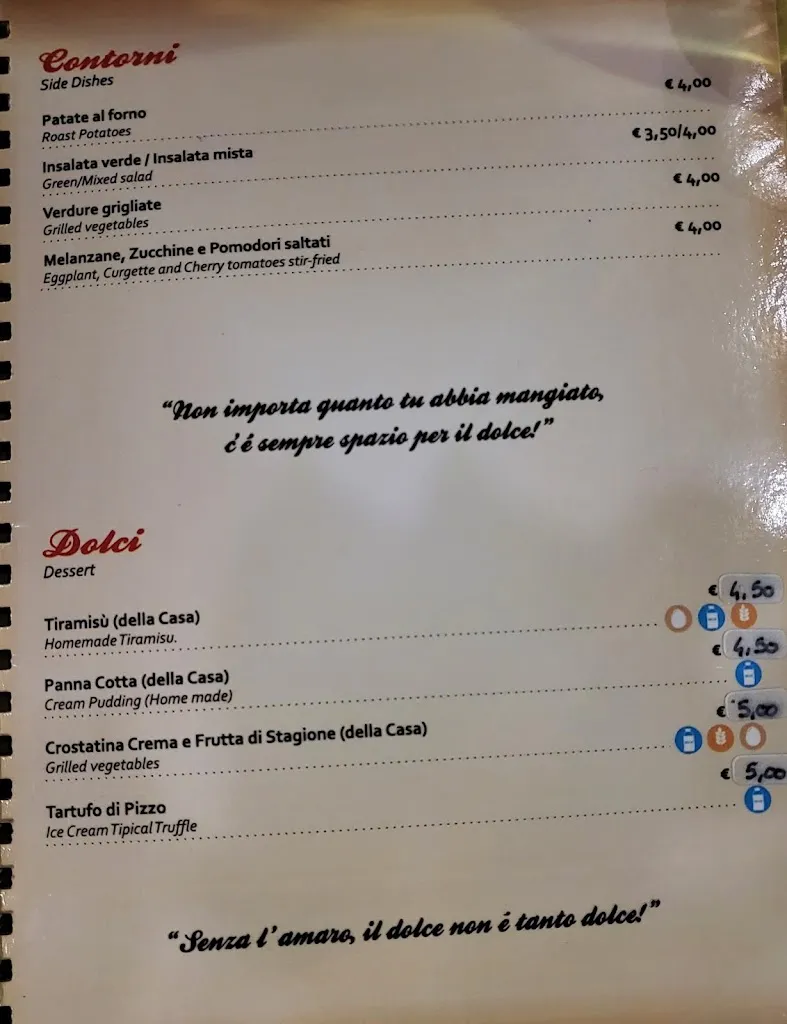 Contorni
Side Dishes
Patate al forno € 4,00
Roast Potatoes
Insalata verde / Insalata mista € 3,50/4,00
Green/Mixed salad
Verdure grigliate € 4,00
Grilled vegetables
Melanzane, Zucchine e Pomodori saltati € 4,00
Eggplant, Curgette and Cherry tomatoes stir-fried
“Non importa quanto tu abbia mangiato,
c'é sempre spazio per il dolce!”
Dolci
Dessert
Tiramisù (della Casa) € 4,50
Homemade Tiramisu.
Panna Cotta (della Casa) € 4,50
Cream Pudding (Home made)
Crostatina Crema e Frutta di Stagione (della Casa) € 5,00
Grilled vegetables
Tartufo di Pizzo € 5,00
Ice Cream Tipical Truffle
“Senza l'amaro, il dolce non é tanto dolce!”